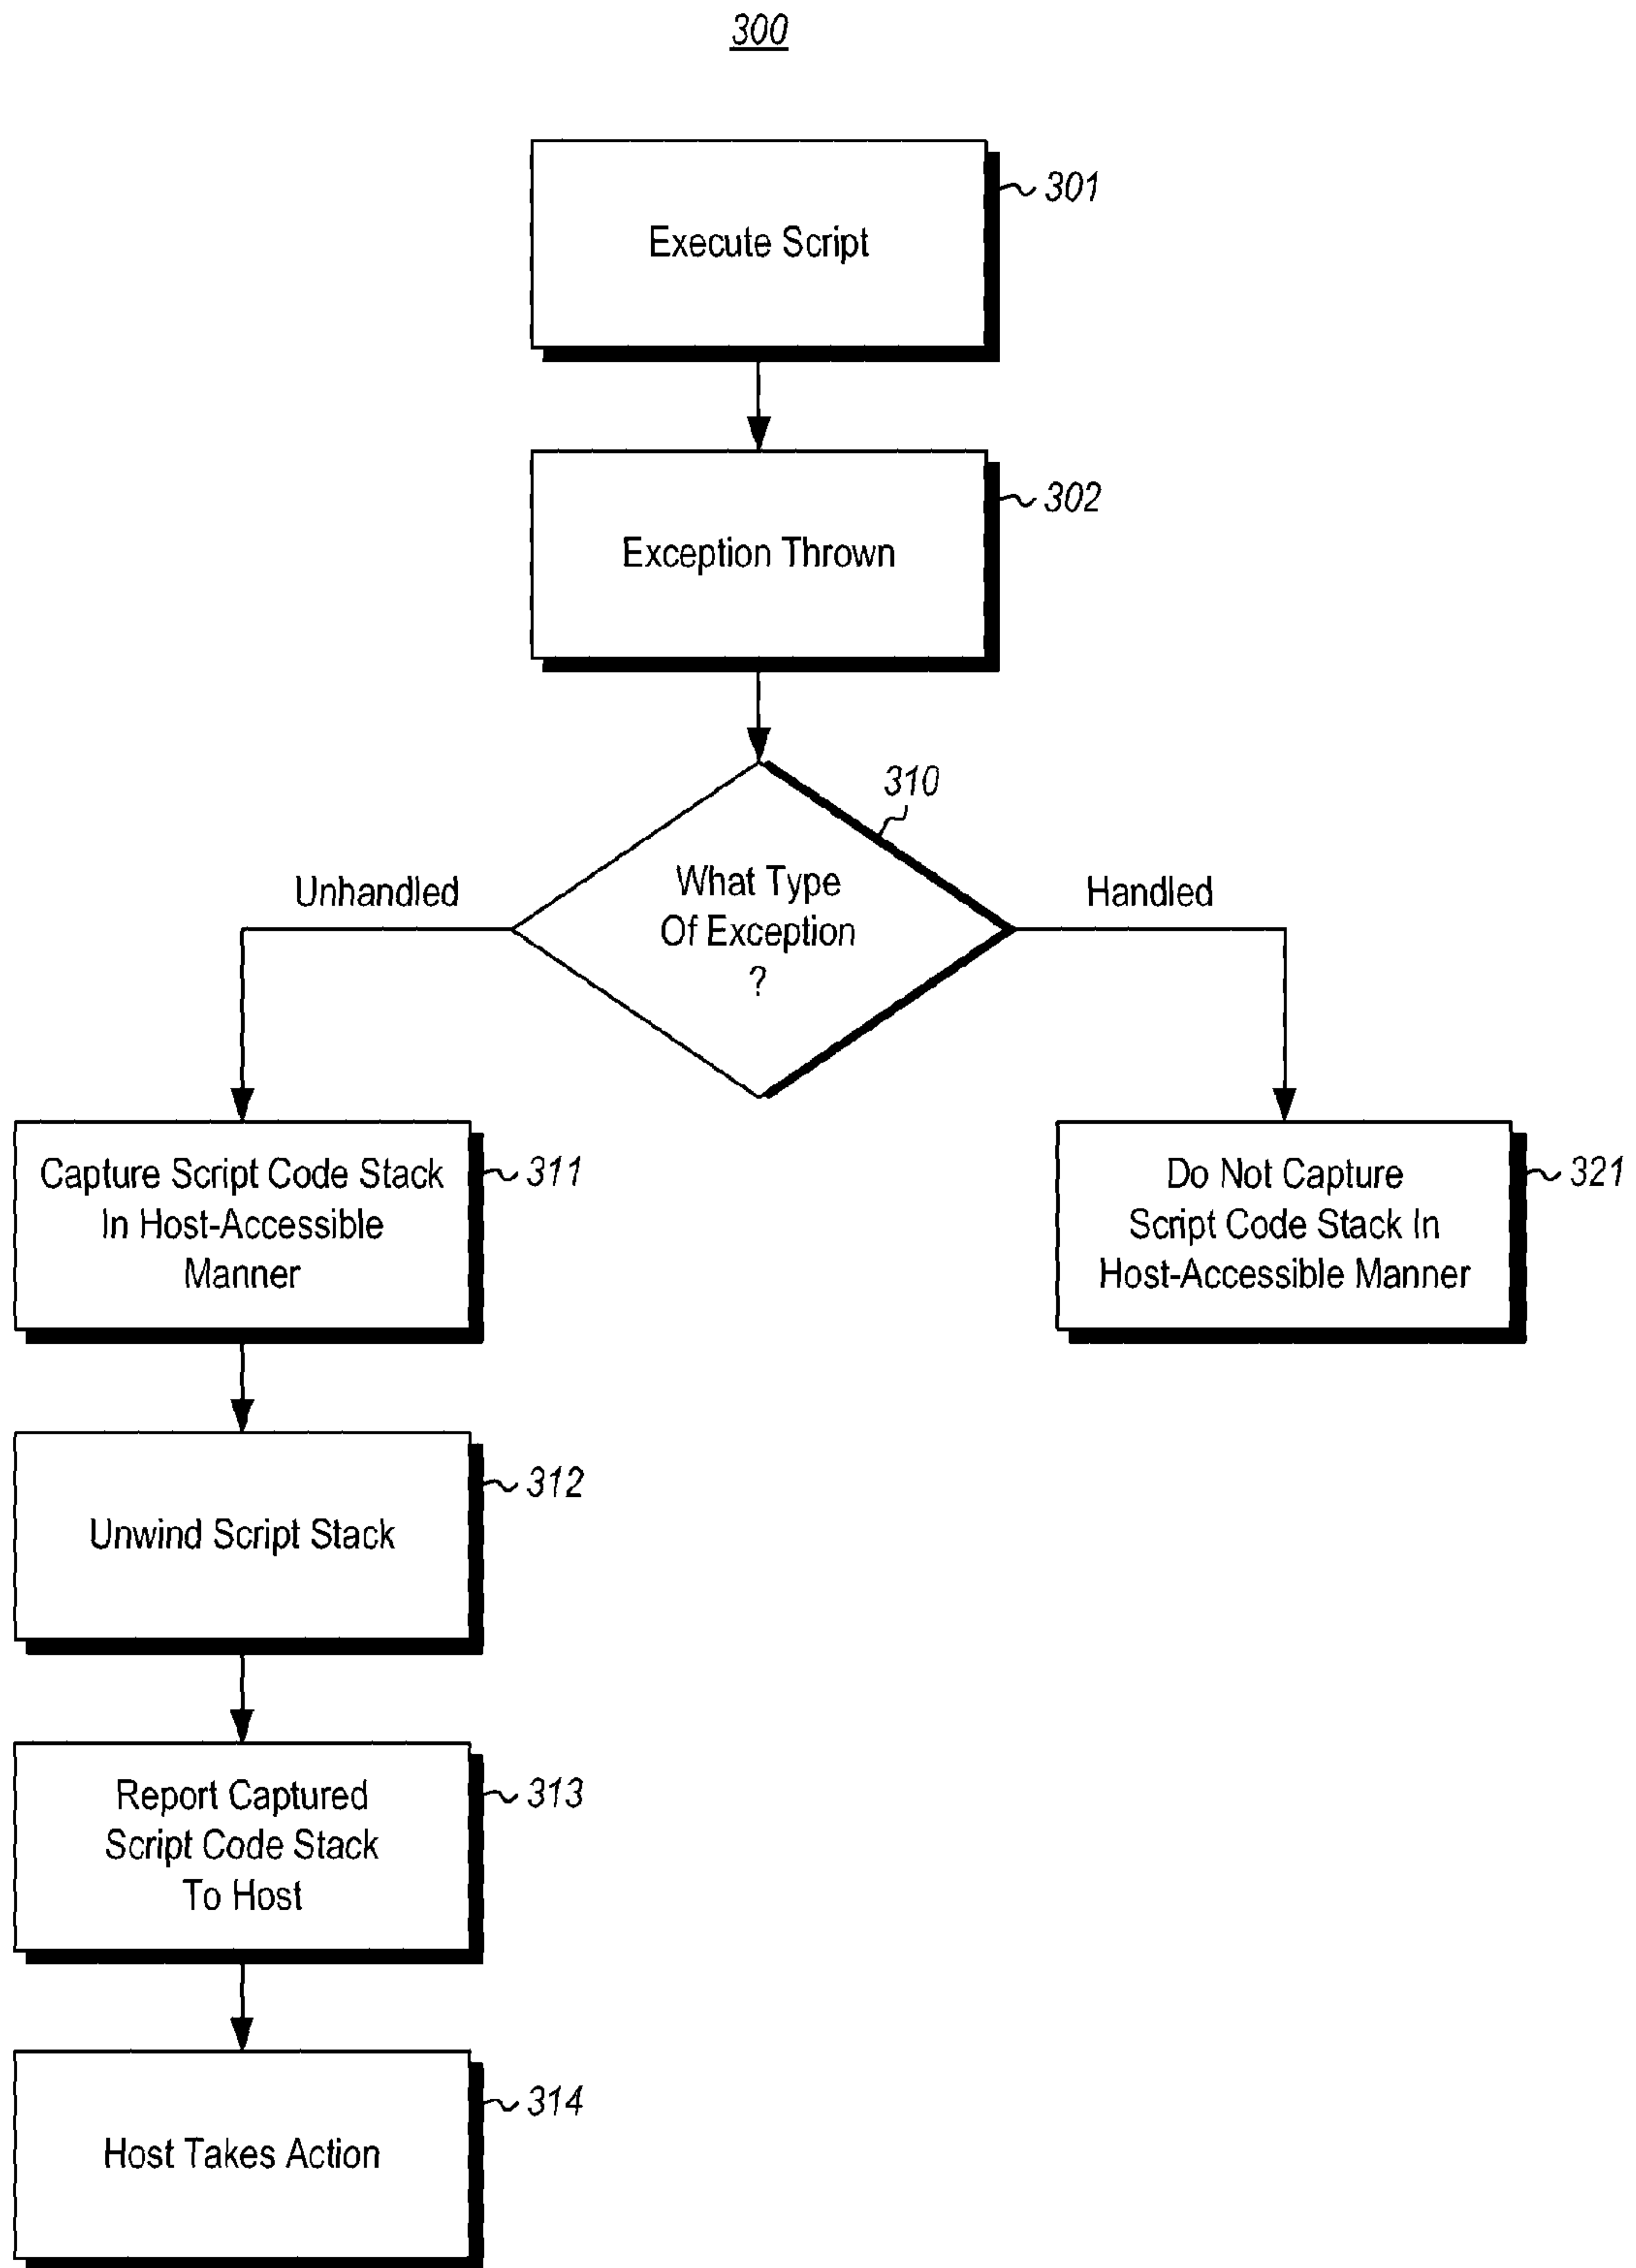 300
Execute Script
301
Exception Thrown
302
310
What Type
Of Exception
?
Unhandled
Handled
Capture Script Code Stack
In Host-Accessible
Manner
311
Do Not Capture
Script Code Stack In
Host-Accessible Manner
321
Unwind Script Stack
312
Report Captured
Script Code Stack
To Host
313
Host Takes Action
314